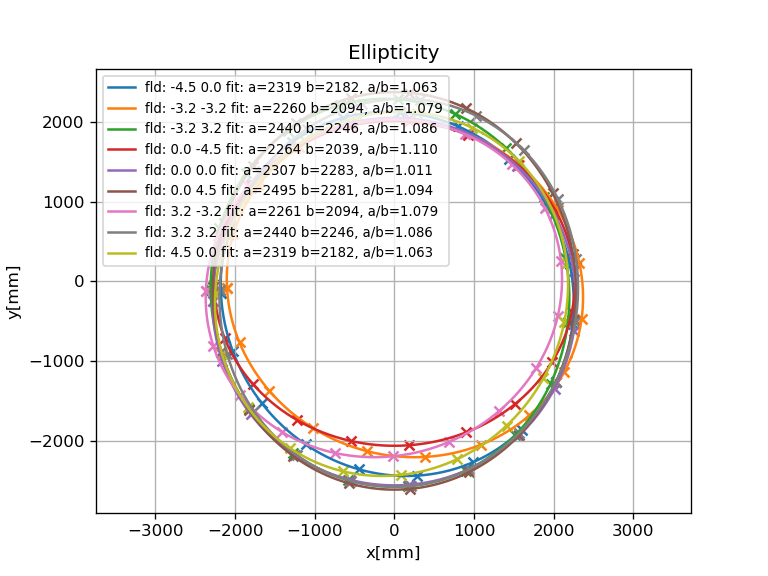 Ellipticity
fld: -4.5 0.0 fit: a=2319 b=2182, a/b=1.063
fld: -3.2 -3.2 fit: a=2260 b=2094, a/b=1.079
fld: -3.2 3.2 fit: a=2440 b=2246, a/b=1.086
fld: 0.0 -4.5 fit: a=2264 b=2039, a/b=1.110
fld: 0.0 0.0 fit: a=2307 b=2283, a/b=1.011
fld: 0.0 4.5 fit: a=2495 b=2281, a/b=1.094
fld: 3.2 -3.2 fit: a=2261 b=2094, a/b=1.079
fld: 3.2 3.2 fit: a=2440 b=2246, a/b=1.086
fld: 4.5 0.0 fit: a=2319 b=2182, a/b=1.063
2000
1000
0
−1000
−2000
y[mm]
−3000 −2000 −1000 0 1000 2000 3000
x[mm]